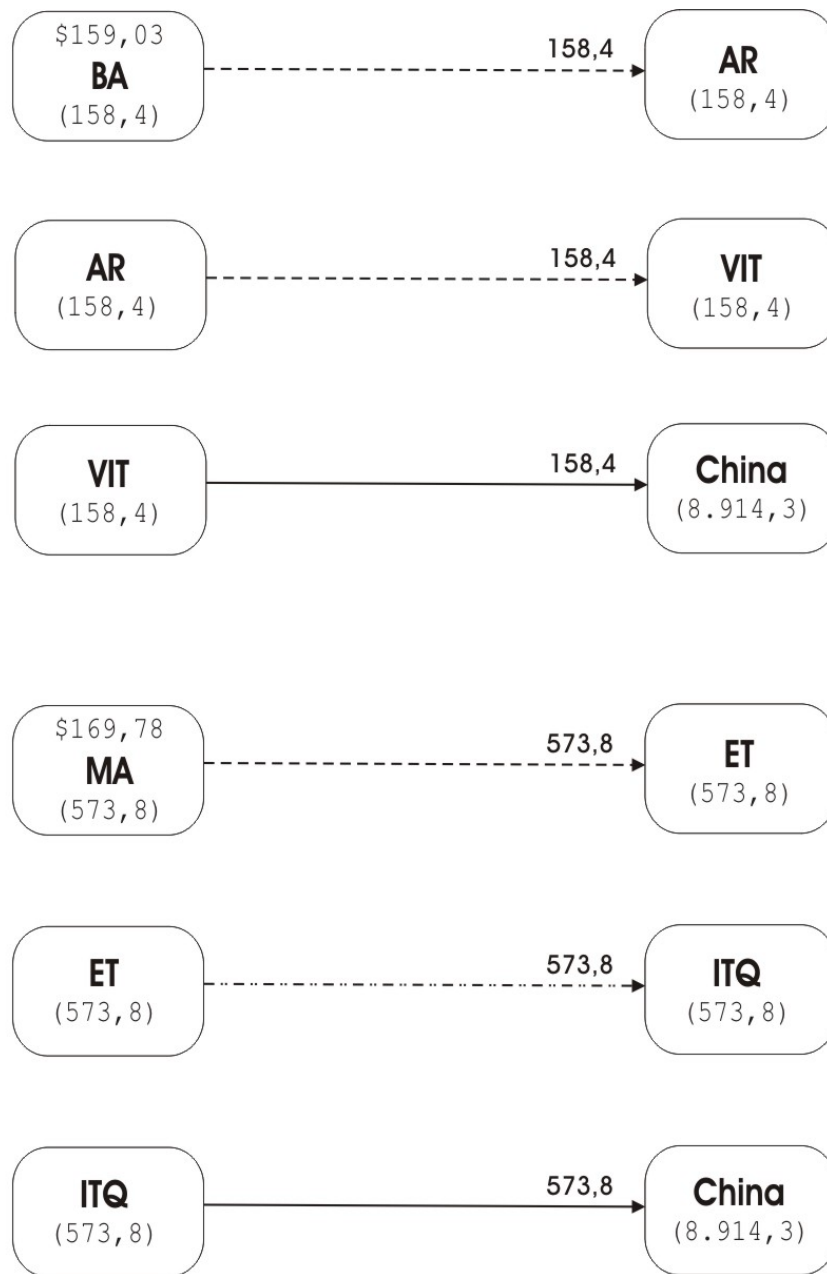 $159,03
BA
(158,4)
158,4
AR
(158,4)
AR
(158,4)
158,4
VIT
(158,4)
VIT
(158,4)
158,4
China
(8.914,3)
$169,78
MA
(573,8)
573,8
ET
(573,8)
ET
(573,8)
573,8
ITQ
(573,8)
ITQ
(573,8)
573,8
China
(8.914,3)